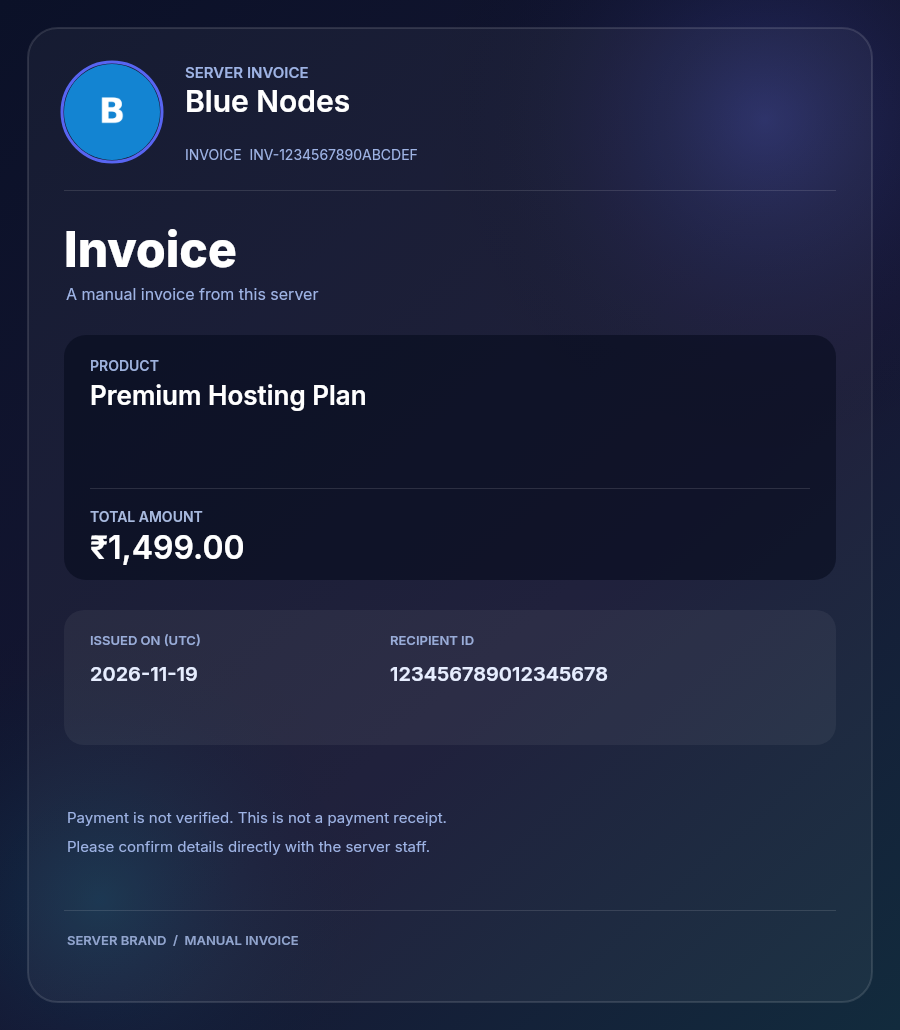 B
SERVER INVOICE
Blue Nodes
INVOICE INV-1234567890ABCDEF
Invoice
A manual invoice from this server
PRODUCT
Premium Hosting Plan
TOTAL AMOUNT
₹1,499.00
ISSUED ON (UTC) RECIPIENT ID
2026-11-19 123456789012345678
Payment is not verified. This is not a payment receipt.
Please confirm details directly with the server staff.
SERVER BRAND / MANUAL INVOICE